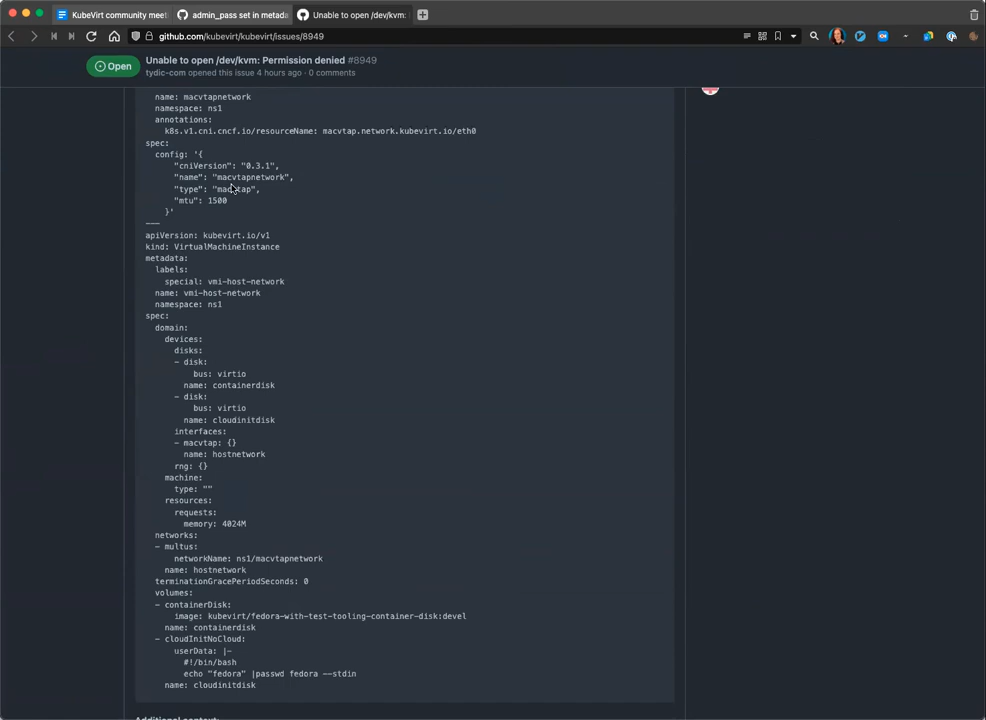 KubeVirt community meet
admin_pass set in metada
Unable to open /dev/kvm:
github.com/kubevirt/kubevirt/issues/8949
Open
Unable to open /dev/kvm: Permission denied #8949
tydic-com opened this issue 4 hours ago · 0 comments
name: macvtapnetwork
namespace: ns1
annotations:
k8s.v1.cni.cncf.io/resourceName: macvtap.network.kubevirt.io/eth0
spec:
config: '{
"cniVersion": "0.3.1",
"name": "macvtapnetwork",
"type": "macvtap",
"mtu": 1500
}'
---
apiVersion: kubevirt.io/v1
kind: VirtualMachineInstance
metadata:
labels:
special: vmi-host-network
name: vmi-host-network
namespace: ns1
spec:
domain:
devices:
disks:
- disk:
bus: virtio
name: containerdisk
- disk:
bus: virtio
name: cloudinitdisk
interfaces:
- macvtap: {}
name: hostnetwork
rng: {}
machine:
type: ""
resources:
requests:
memory: 4024M
networks:
- multus:
networkName: ns1/macvtapnetwork
name: hostnetwork
terminationGracePeriodSeconds: 0
volumes:
- containerDisk:
image: kubevirt/fedora-with-test-tooling-container-disk:devel
name: containerdisk
- cloudInitNoCloud:
userData: |-
#!/bin/bash
echo "fedora" |passwd fedora --stdin
name: cloudinitdisk
Additional context: